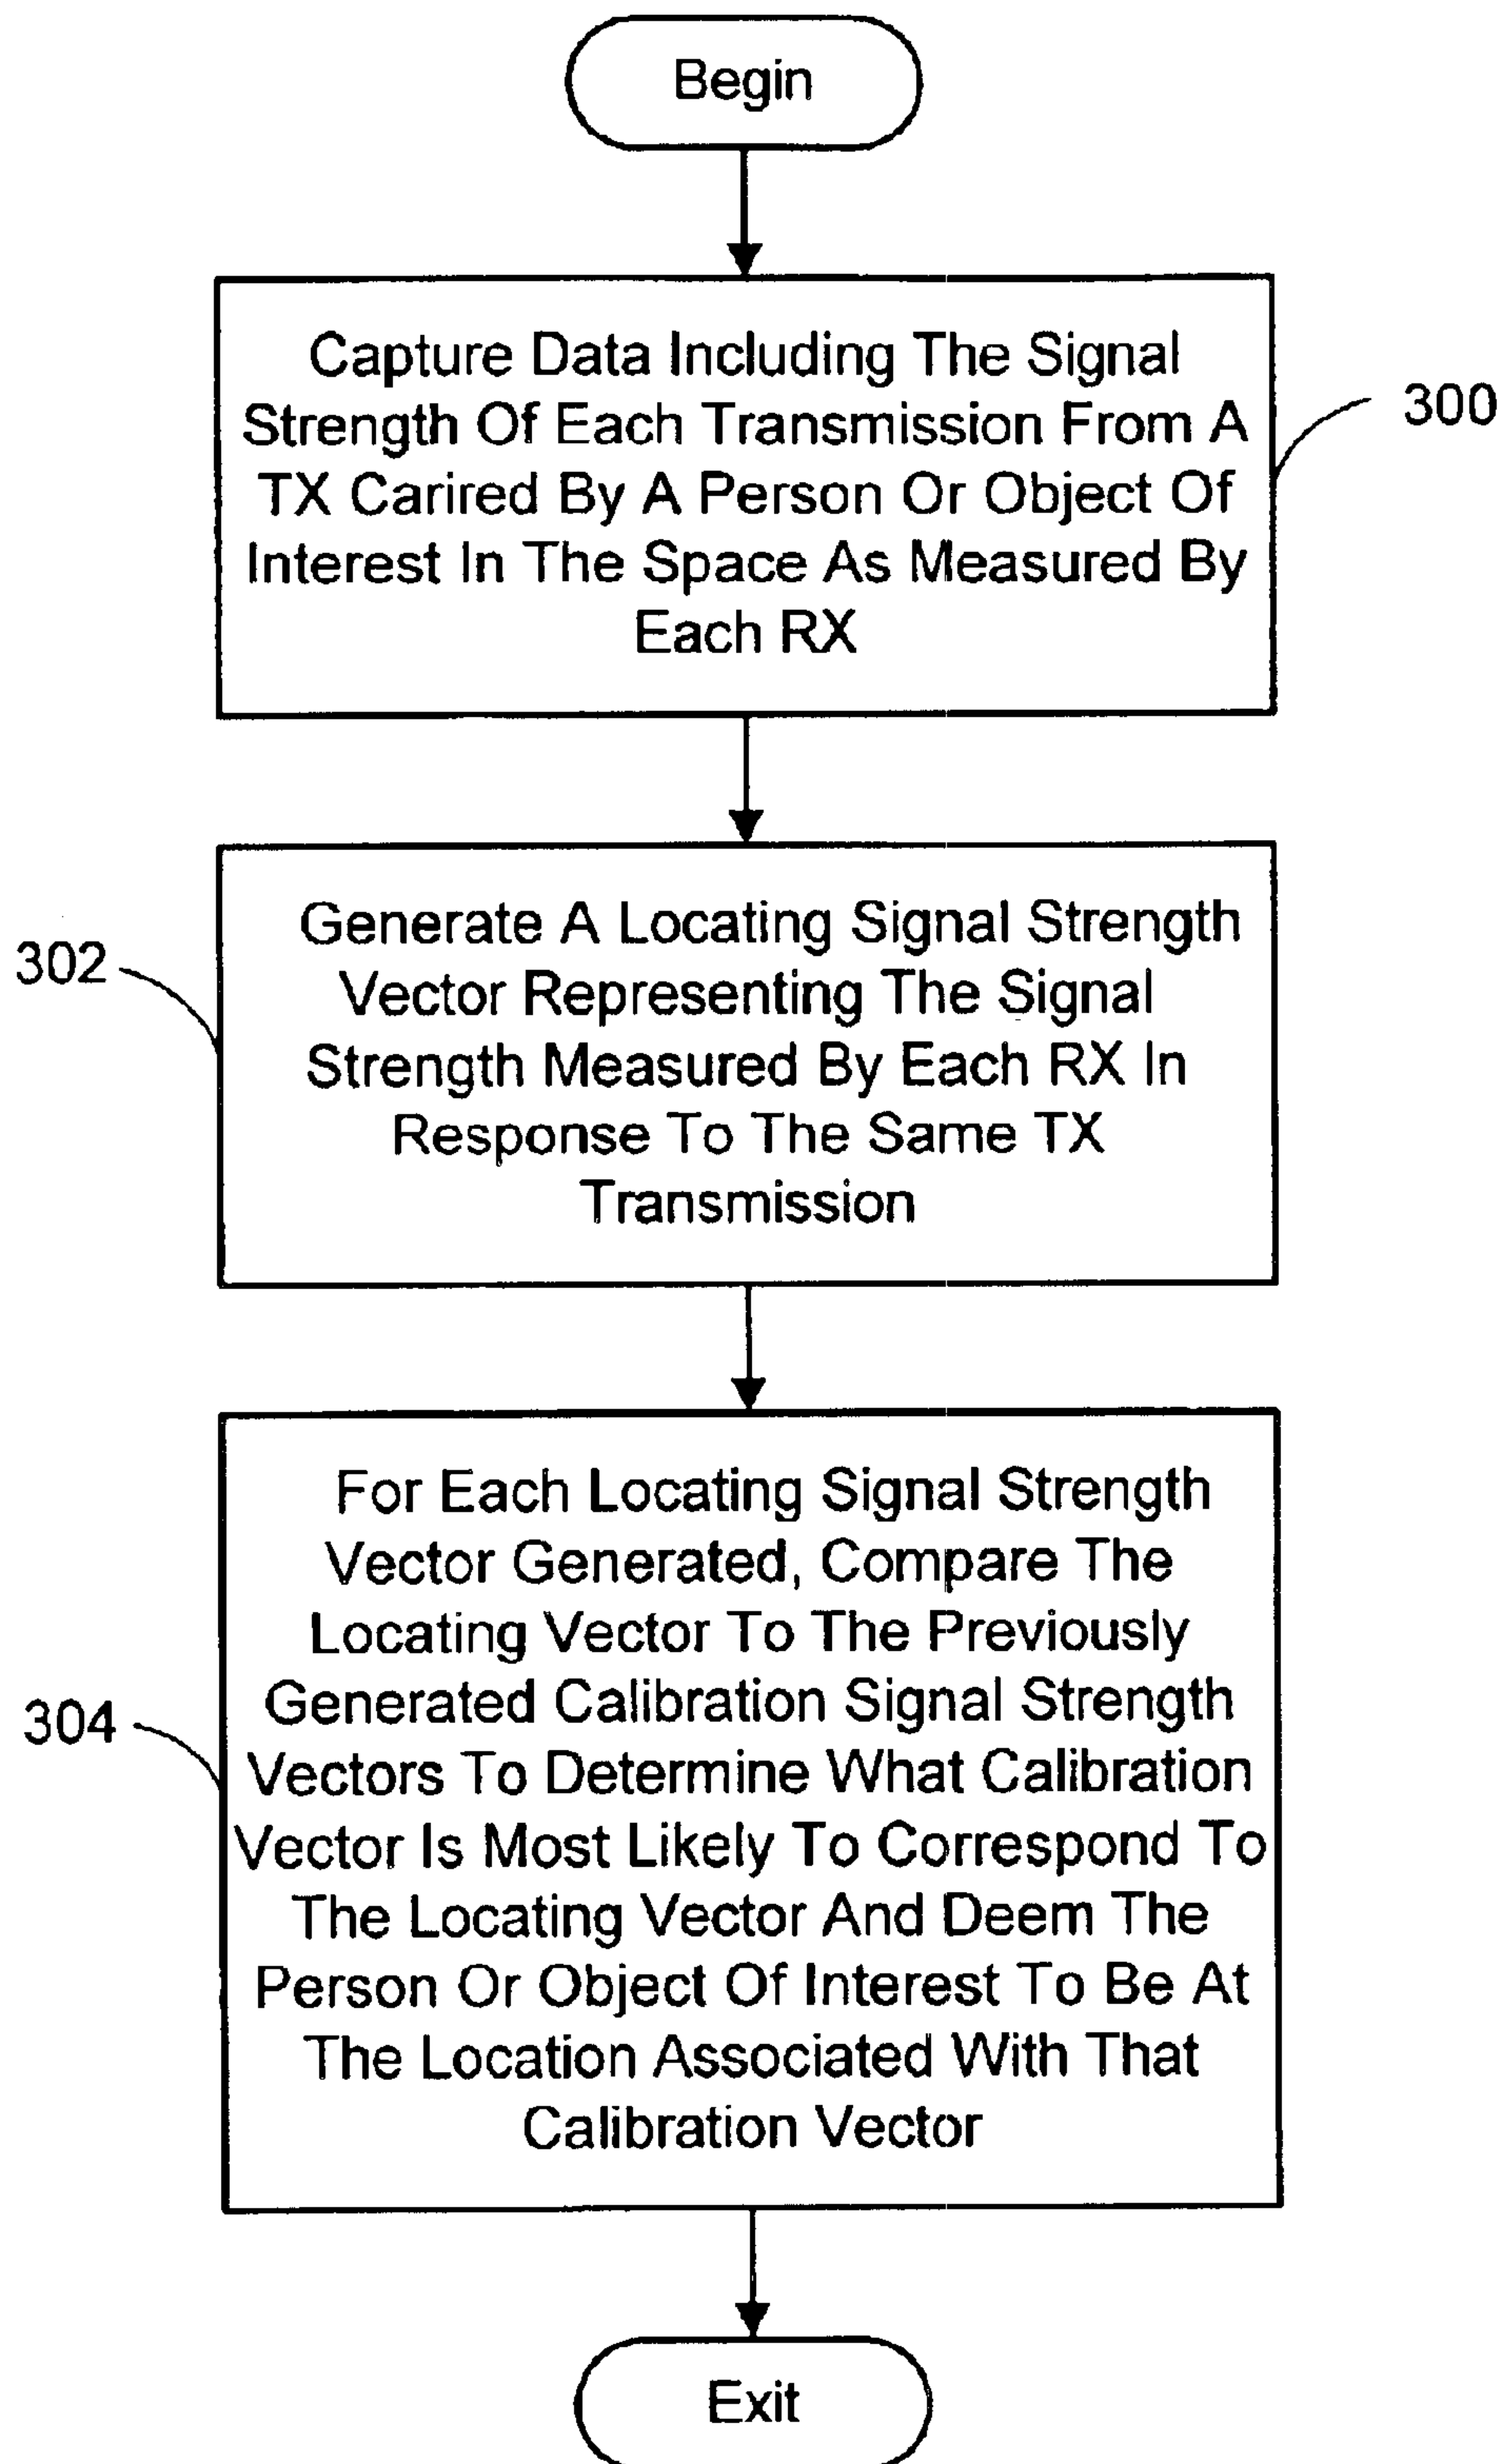 Begin
Capture Data Including The Signal
Strength Of Each Transmission From A
TX Carired By A Person Or Object Of
Interest In The Space As Measured By
Each RX
300
Generate A Locating Signal Strength
Vector Representing The Signal
Strength Measured By Each RX In
Response To The Same TX
Transmission
302
For Each Locating Signal Strength
Vector Generated, Compare The
Locating Vector To The Previously
Generated Calibration Signal Strength
Vectors To Determine What Calibration
Vector Is Most Likely To Correspond To
The Locating Vector And Deem The
Person Or Object Of Interest To Be At
The Location Associated With That
Calibration Vector
304
Exit